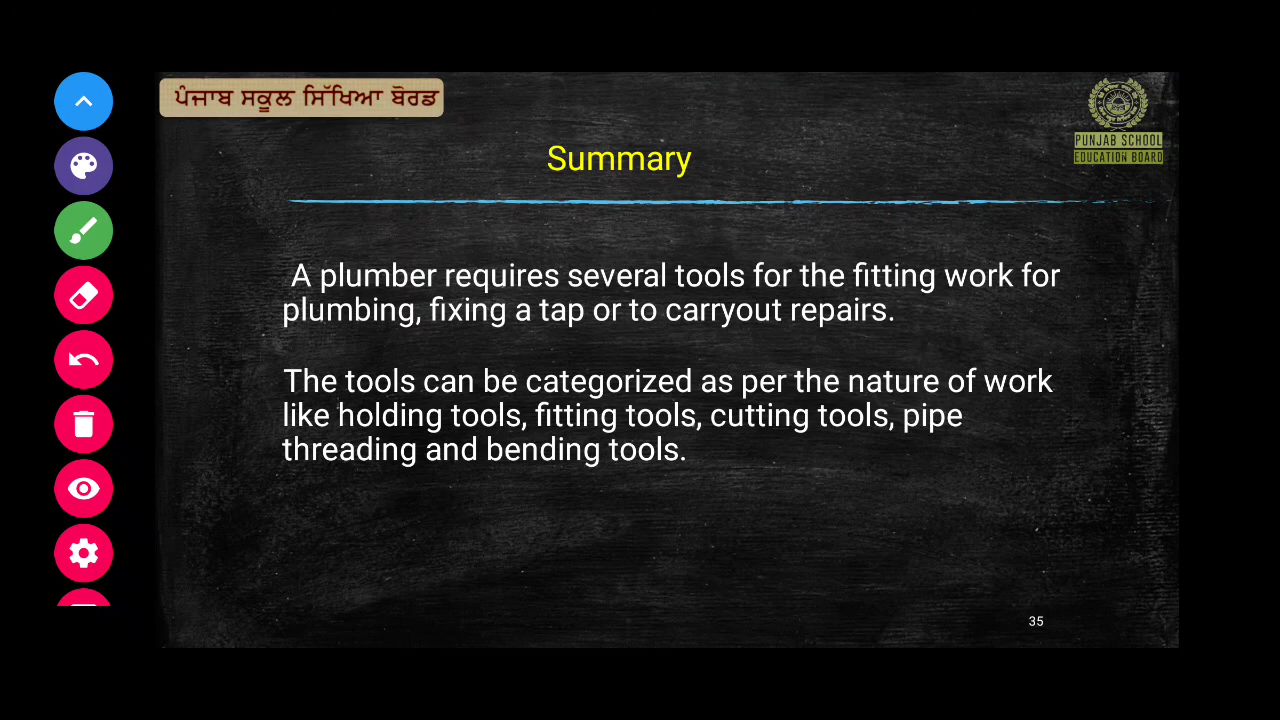 ਪੰਜਾਬ ਸਕੂਲ ਸਿੱਖਿਆ ਬੋਰਡ
PUNJAB SCHOOL
EDUCATION BOARD
Summary
A plumber requires several tools for the fitting work for
plumbing, fixing a tap or to carryout repairs.
The tools can be categorized as per the nature of work
like holding tools, fitting tools, cutting tools, pipe
threading and bending tools.
35